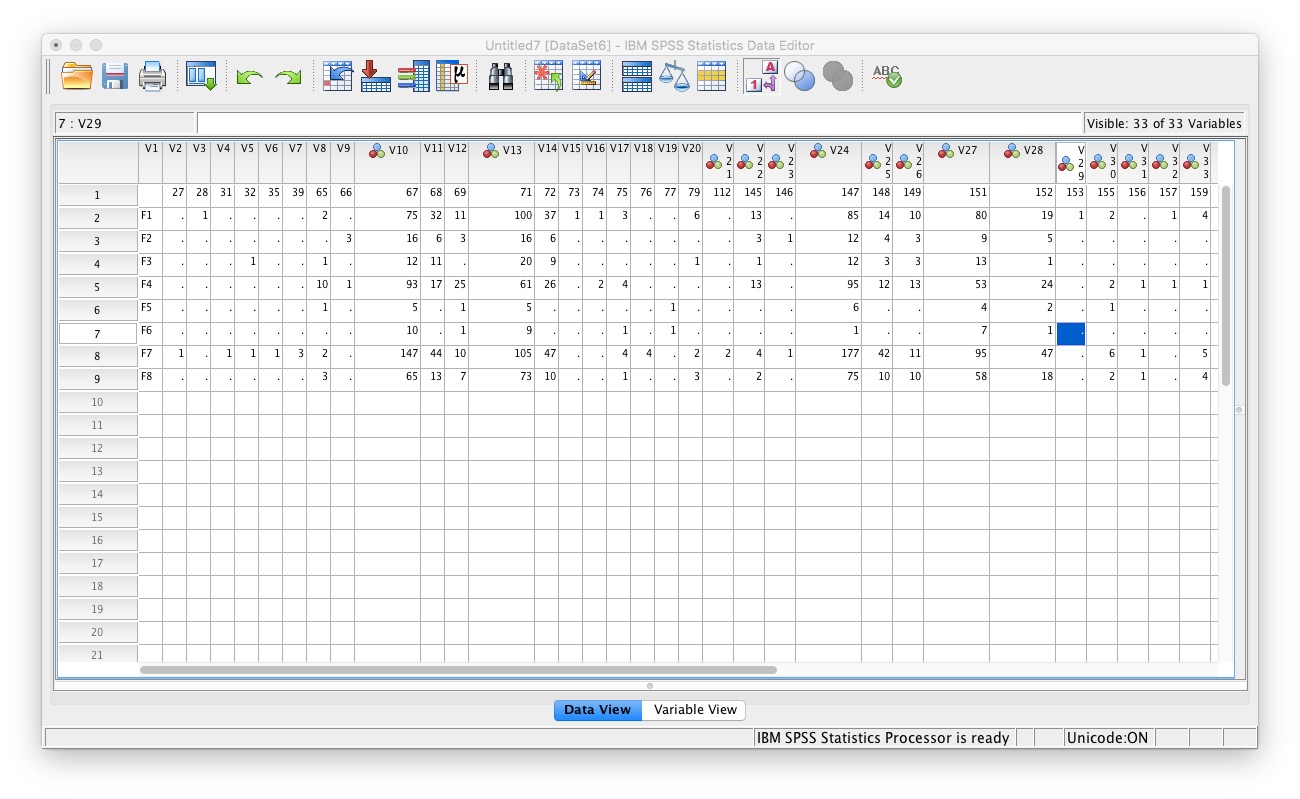 Untitled7 [DataSet6] - IBM SPSS Statistics Data Editor
A
1
μ
ABC
7 : V29 Visible: 33 of 33 Variables
V1 V2 V3 V4 V5 V6 V7 V8 V9 V10 V11 V12 V13 V14 V15 V16 V17 V18 V19 V20 V21 V22 V23 V24 V25 V26 V27 V28 V29 V30 V31 V32 V33
1 27 28 31 32 35 39 65 66 67 68 69 71 72 73 74 75 76 77 79 112 145 146 147 148 149 151 152 153 155 156 157 159
2 F1 . 1 . . . . 2 . 75 32 11 100 37 1 1 3 . . 6 . 13 . 85 14 10 80 19 1 2 . 1 4
3 F2 . . . . . . . 3 16 6 3 16 6 . . . . . . . 3 1 12 4 3 9 5 . . . . .
4 F3 . . . 1 . . 1 . 12 11 . 20 9 . . . . . 1 . 1 . 12 3 3 13 1 . . . . .
5 F4 . . . . . . 10 1 93 17 25 61 26 . 2 4 . . . . 13 . 95 12 13 53 24 . 2 1 1 1
6 F5 . . . . . . 1 . 5 . 1 5 . . . . . 1 . . . . 6 . . 4 2 . 1 . . .
7 F6 . . . . . . . . 10 . 1 9 . . . 1 . 1 . . . . 1 . . 7 1 . . . . .
8 F7 1 . 1 1 1 3 2 . 147 44 10 105 47 . . 4 4 . 2 2 4 1 177 42 11 95 47 . 6 1 . 5
9 F8 . . . . . . 3 . 65 13 7 73 10 . . 1 . . 3 . 2 . 75 10 10 58 18 . 2 1 . 4
10
11
12
13
14
15
16
17
18
19
20
21
Data View Variable View
IBM SPSS Statistics Processor is ready Unicode:ON